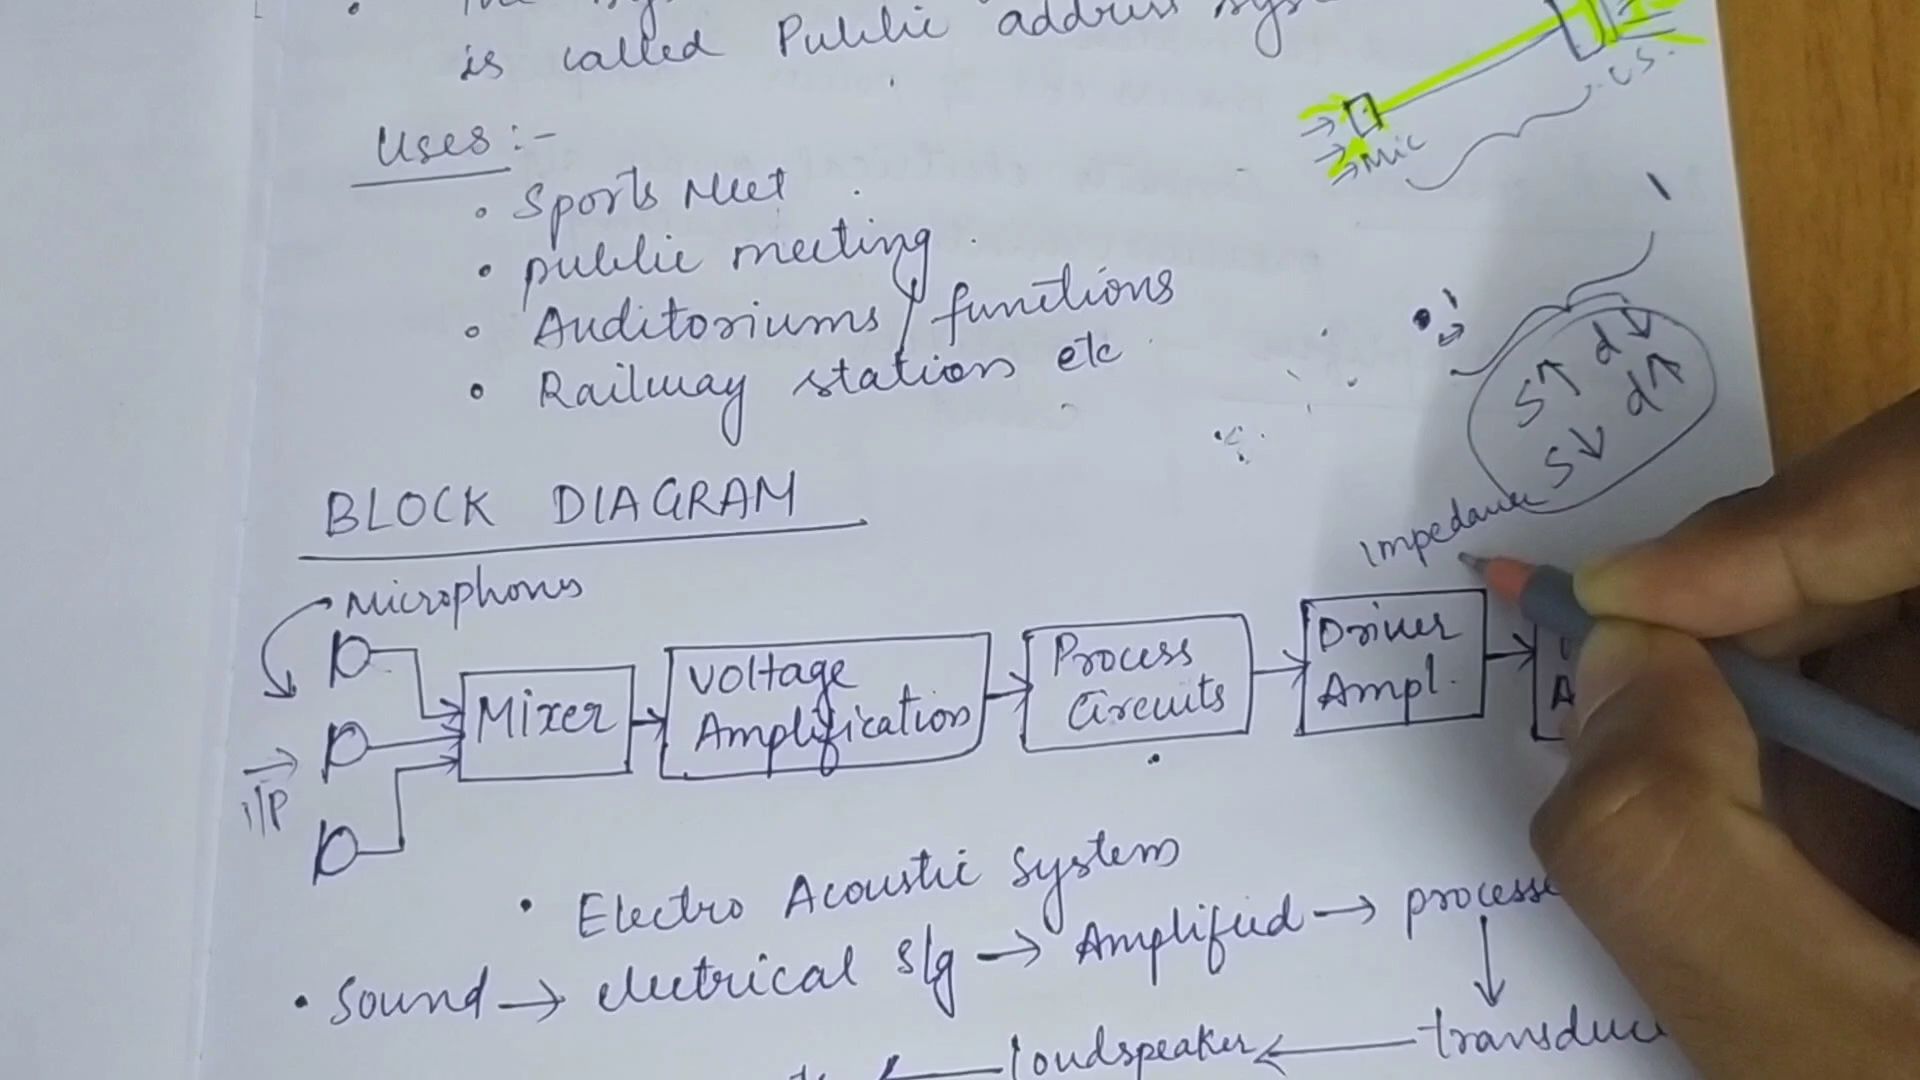 is called Public address
Mic
L S.
Uses :-
• Sports Meet
• public meeting.
• Auditoriums / functions
• Railway stations etc
S↑ d↓
S↓ d↑
BLOCK DIAGRAM
Impedance
Microphones
i/P
Mixer
Voltage
Amplification
Process
Circuits
Driver
Ampl.
A
• Electro Acoustic System
• Sound → electrical s/g → Amplified → processe
loudspeaker ← transduc